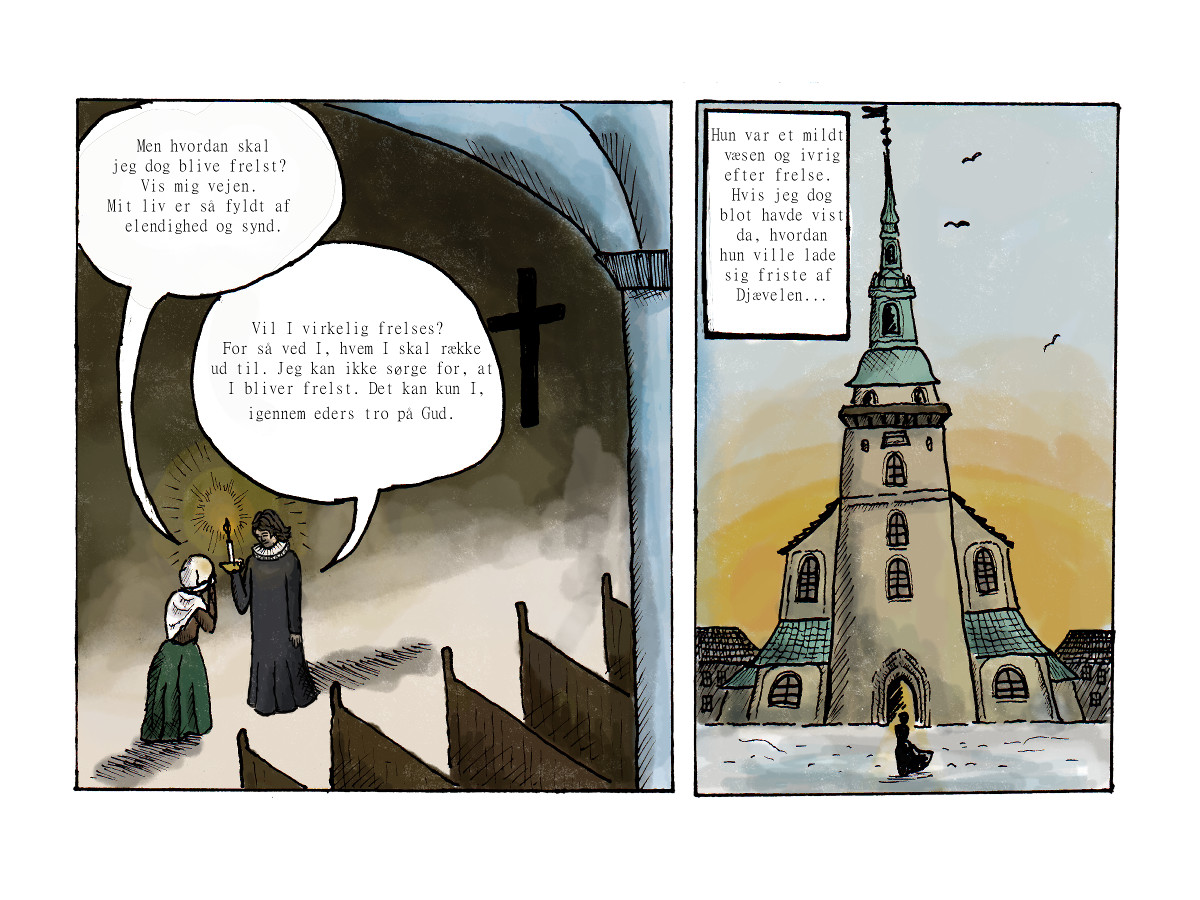 Men hvordan skal
jeg dog blive frelst?
Vis mig vejen.
Mit liv er så fyldt af
elendighed og synd.
Vil I virkelig frelses?
For så ved I, hvem I skal række
ud til. Jeg kan ikke sørge for, at
I bliver frelst. Det kan kun I,
igennem eders tro på Gud.
Hun var et mildt
væsen og ivrig
efter frelse.
Hvis jeg dog
blot havde vist
da, hvordan
hun ville lade
sig friste af
Djævelen...